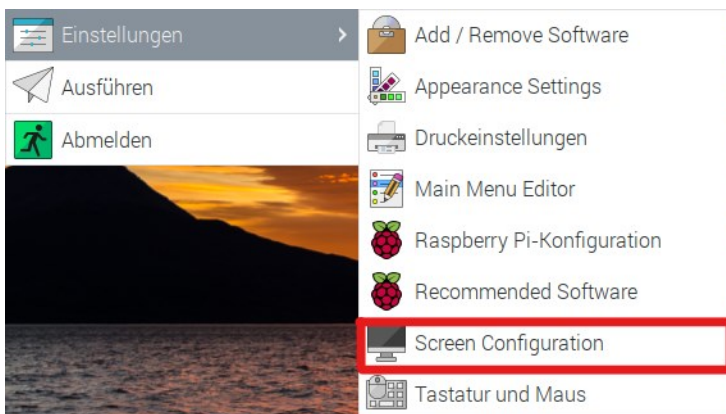 Einstellungen
Ausführen
Abmelden
Add / Remove Software
Appearance Settings
Druckeinstellungen
Main Menu Editor
Raspberry Pi-Konfiguration
Recommended Software
Screen Configuration
Tastatur und Maus